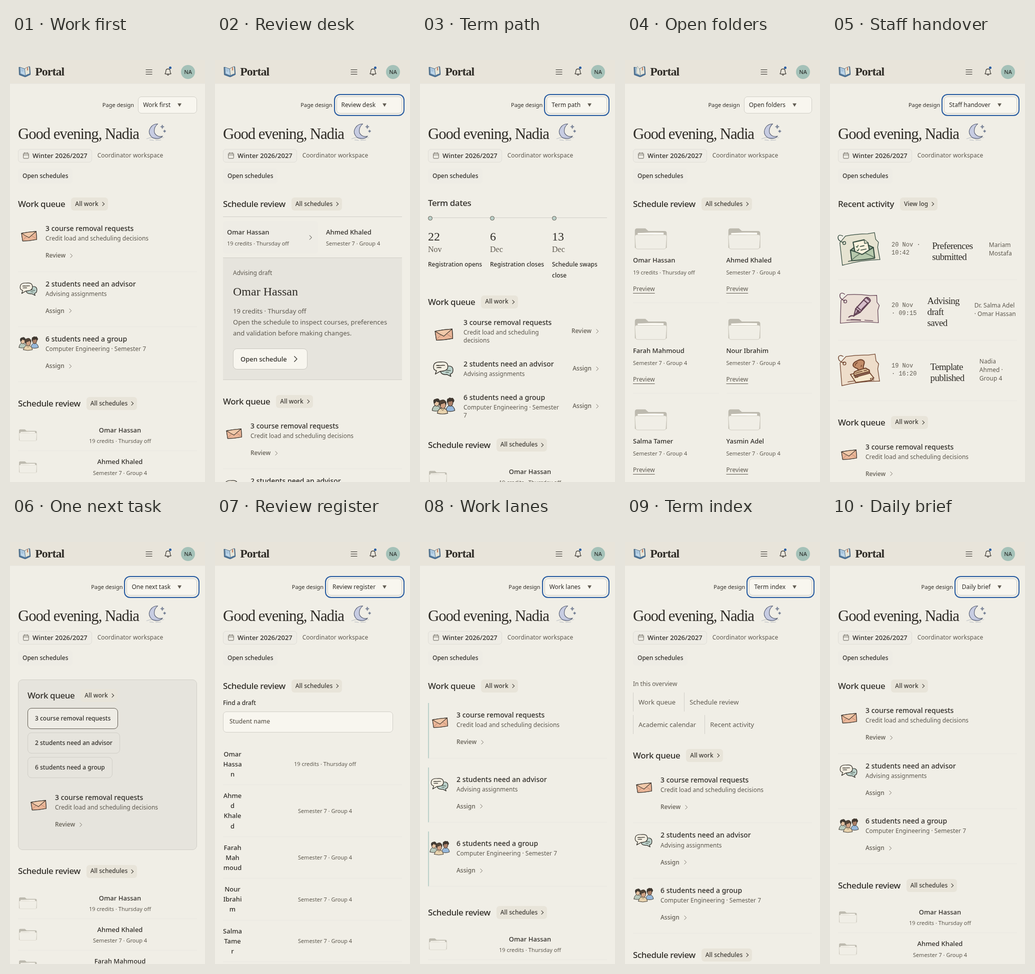 01 · Work first
Portal
NA
Page design
Work first
Good evening, Nadia
Winter 2026/2027
Coordinator workspace
Open schedules
Work queue
All work
3 course removal requests
Credit load and scheduling decisions
Review
2 students need an advisor
Advising assignments
Assign
6 students need a group
Computer Engineering · Semester 7
Assign
Schedule review
All schedules
Omar Hassan
19 credits · Thursday off
Ahmed Khaled
Semester 7 · Group 4
02 · Review desk
Portal
NA
Page design
Review desk
Good evening, Nadia
Winter 2026/2027
Coordinator workspace
Open schedules
Schedule review
All schedules
Omar Hassan
19 credits · Thursday off
Ahmed Khaled
Semester 7 · Group 4
Advising draft
Omar Hassan
19 credits · Thursday off
Open the schedule to inspect courses, preferences
and validation before making changes.
Open schedule
Work queue
All work
3 course removal requests
Credit load and scheduling decisions
Review
2 students need an advisor
03 · Term path
Portal
NA
Page design
Term path
Good evening, Nadia
Winter 2026/2027
Coordinator workspace
Open schedules
Term dates
22
Nov
Registration opens
6
Dec
Registration closes
13
Dec
Schedule swaps
close
Work queue
All work
3 course removal requests
Credit load and scheduling
decisions
Review
2 students need an advisor
Advising assignments
Assign
6 students need a group
Computer Engineering · Semester
7
Assign
Schedule review
All schedules
Omar Hassan
04 · Open folders
Portal
NA
Page design
Open folders
Good evening, Nadia
Winter 2026/2027
Coordinator workspace
Open schedules
Schedule review
All schedules
Omar Hassan
19 credits · Thursday off
Preview
Ahmed Khaled
Semester 7 · Group 4
Preview
Farah Mahmoud
Semester 7 · Group 4
Preview
Nour Ibrahim
Semester 7 · Group 4
Preview
Salma Tamer
Semester 7 · Group 4
Preview
Yasmin Adel
Semester 7 · Group 4
Preview
05 · Staff handover
Portal
NA
Page design
Staff handover
Good evening, Nadia
Winter 2026/2027
Coordinator workspace
Open schedules
Recent activity
View log
20 Nov ·
10:42
Preferences
submitted
Mariam
Mostafa
20 Nov
· 09:15
Advising
draft
saved
Dr. Salma Adel
· Omar Hassan
19 Nov
· 16:20
Template
published
Nadia
Ahmed ·
Group 4
Work queue
All work
3 course removal requests
Credit load and scheduling decisions
Review
06 · One next task
Portal
NA
Page design
One next task
Good evening, Nadia
Winter 2026/2027
Coordinator workspace
Open schedules
Work queue
All work
3 course removal requests
2 students need an advisor
6 students need a group
3 course removal requests
Credit load and scheduling decisions
Review
Schedule review
All schedules
Omar Hassan
19 credits · Thursday off
Ahmed Khaled
Semester 7 · Group 4
Farah Mahmoud
07 · Review register
Portal
NA
Page design
Review register
Good evening, Nadia
Winter 2026/2027
Coordinator workspace
Open schedules
Schedule review
All schedules
Find a draft
Student name
Omar
Hassa
n
19 credits · Thursday off
Ahme
d
Khale
d
Semester 7 · Group 4
Farah
Mah
moud
Semester 7 · Group 4
Nour
Ibrahi
m
Semester 7 · Group 4
Salma
Tame
r
Semester 7 · Group 4
08 · Work lanes
Portal
NA
Page design
Work lanes
Good evening, Nadia
Winter 2026/2027
Coordinator workspace
Open schedules
Work queue
All work
3 course removal requests
Credit load and scheduling decisions
Review
2 students need an advisor
Advising assignments
Assign
6 students need a group
Computer Engineering · Semester 7
Assign
Schedule review
All schedules
Omar Hassan
19 credits · Thursday off
09 · Term index
Portal
NA
Page design
Term index
Good evening, Nadia
Winter 2026/2027
Coordinator workspace
Open schedules
In this overview
Work queue
Schedule review
Academic calendar
Recent activity
Work queue
All work
3 course removal requests
Credit load and scheduling decisions
Review
2 students need an advisor
Advising assignments
Assign
6 students need a group
Computer Engineering · Semester 7
Assign
Schedule review
All schedules
10 · Daily brief
Portal
NA
Page design
Daily brief
Good evening, Nadia
Winter 2026/2027
Coordinator workspace
Open schedules
Work queue
All work
3 course removal requests
Credit load and scheduling decisions
Review
2 students need an advisor
Advising assignments
Assign
6 students need a group
Computer Engineering · Semester 7
Assign
Schedule review
All schedules
Omar Hassan
19 credits · Thursday off
Ahmed Khaled
Semester 7 · Group 4